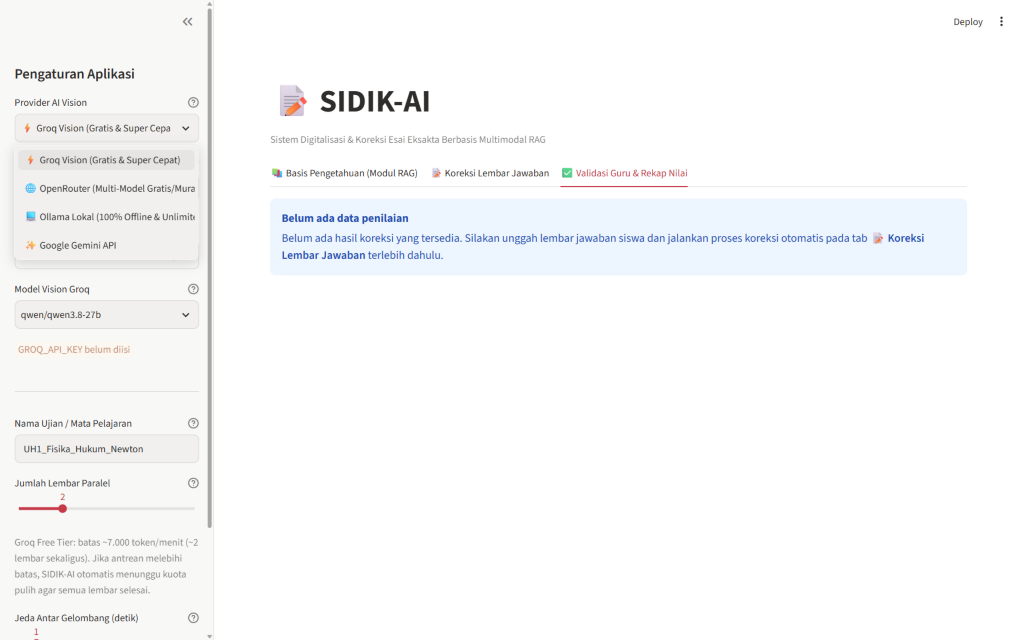 Deploy
Pengaturan Aplikasi
Provider AI Vision
Groq Vision (Gratis & Super Cepa
Groq Vision (Gratis & Super Cepat)
OpenRouter (Multi-Model Gratis/Mura
Ollama Lokal (100% Offline & Unlimit
Google Gemini API
Model Vision Groq
qwen/qwen3.8-27b
GROQ_API_KEY belum diisi
Nama Ujian / Mata Pelajaran
UH1_Fisika_Hukum_Newton
Jumlah Lembar Paralel
2
Groq Free Tier: batas ~7.000 token/menit (~2
lembar sekaligus). Jika antrean melebihi
batas, SIDIK-AI otomatis menunggu kuota
pulih agar semua lembar selesai.
Jeda Antar Gelombang (detik)
1
SIDIK-AI
Sistem Digitalisasi & Koreksi Esai Eksakta Berbasis Multimodal RAG
Basis Pengetahuan (Modul RAG) Koreksi Lembar Jawaban Validasi Guru & Rekap Nilai
Belum ada data penilaian
Belum ada hasil koreksi yang tersedia. Silakan unggah lembar jawaban siswa dan jalankan proses koreksi otomatis pada tab Koreksi
Lembar Jawaban terlebih dahulu.